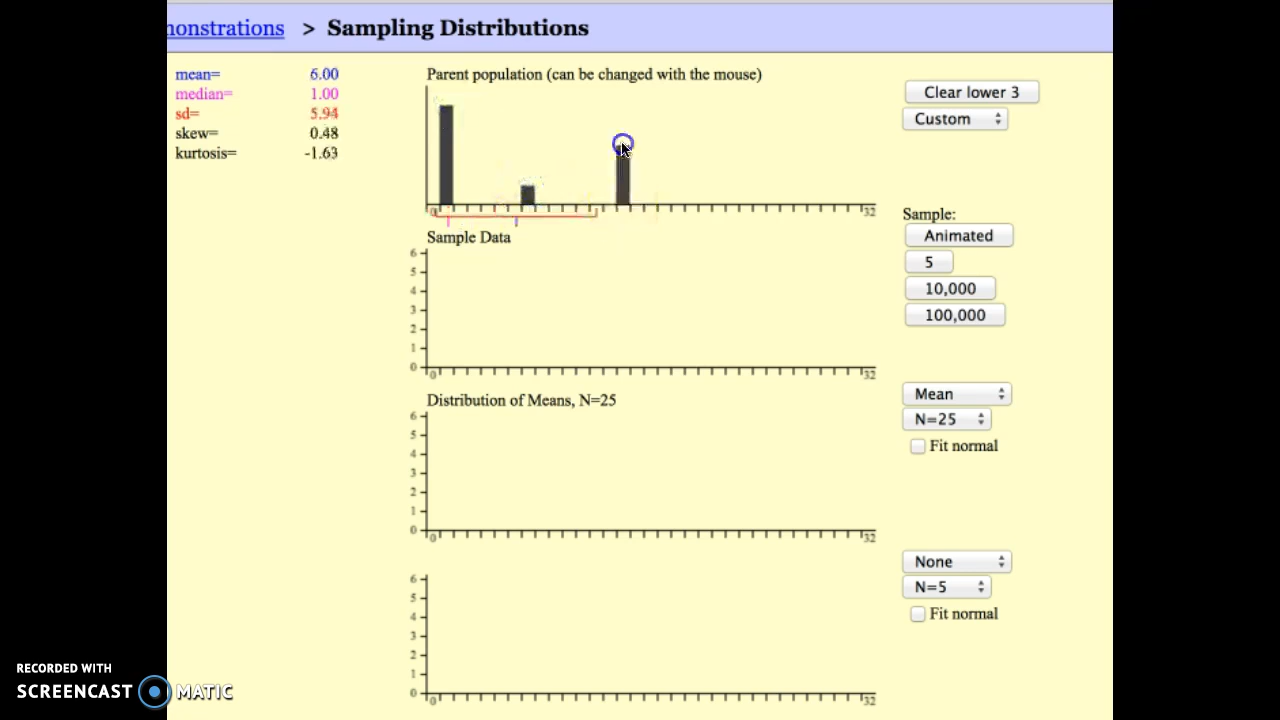 monstrations > Sampling Distributions
mean= 6.00
median= 1.00
sd= 5.94
skew= 0.48
kurtosis= -1.63
Parent population (can be changed with the mouse)
Clear lower 3
Custom
0 32
Sample:
Animated
5
10,000
100,000
Sample Data
6
5
4
3
2
1
0
0 32
Mean
N=25
Fit normal
Distribution of Means, N=25
6
5
4
3
2
1
0
0 32
None
N=5
Fit normal
6
5
4
3
2
1
0
0 32
RECORDED WITH
SCREENCAST MATIC